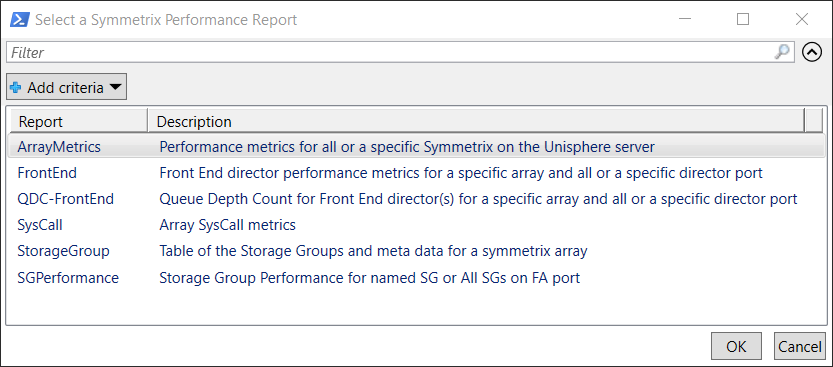 Select a Symmetrix Performance Report
Filter
Add criteria
Report Description
ArrayMetrics Performance metrics for all or a specific Symmetrix on the Unisphere server
FrontEnd Front End director performance metrics for a specific array and all or a specific director port
QDC-FrontEnd Queue Depth Count for Front End director(s) for a specific array and all or a specific director port
SysCall Array SysCall metrics
StorageGroup Table of the Storage Groups and meta data for a symmetrix array
SGPerformance Storage Group Performance for named SG or All SGs on FA port
OK Cancel